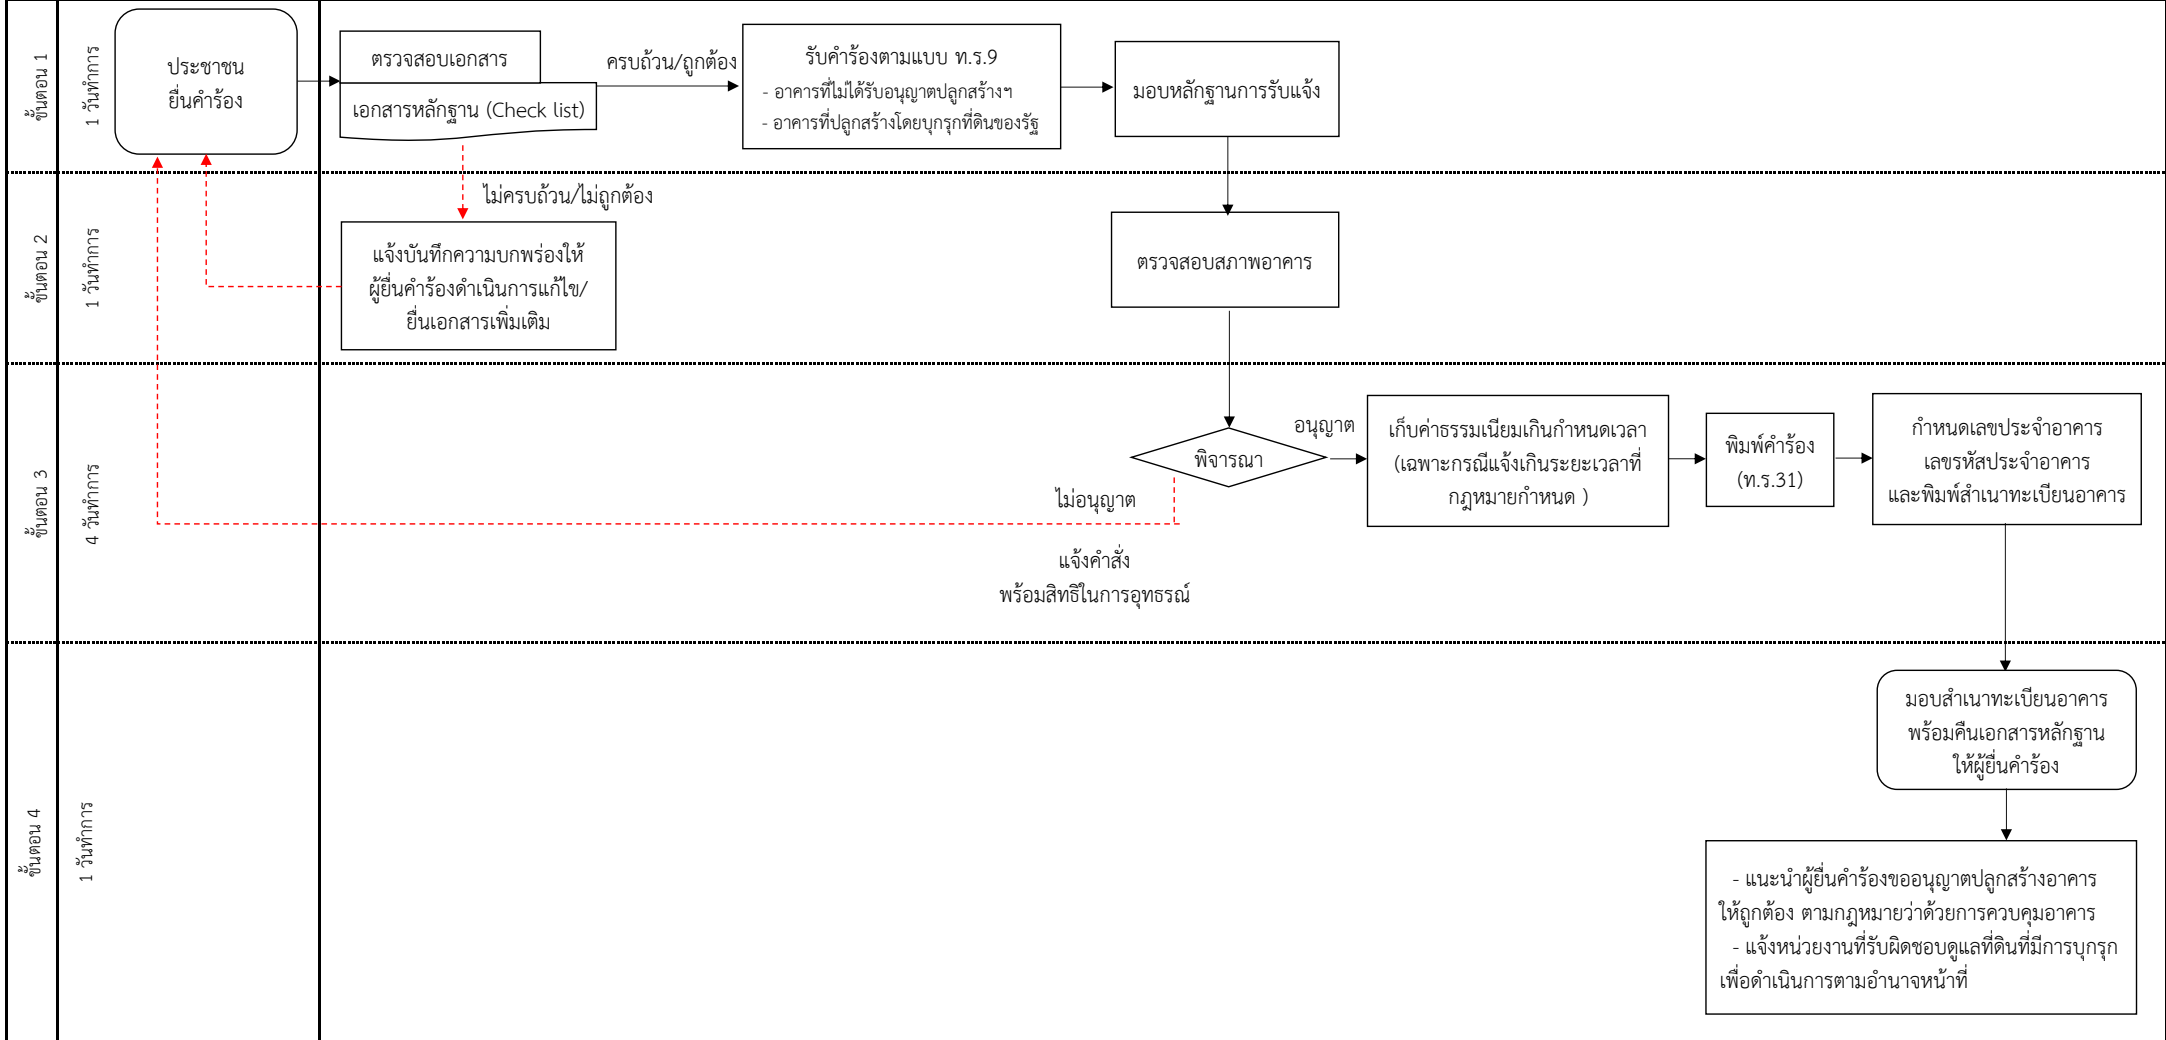 ขั้นตอน 1
1 วันทำการ
ประชาชน
ยื่นคำร้อง
ตรวจสอบเอกสาร
เอกสารหลักฐาน (Check list)
ครบถ้วน/ถูกต้อง
รับคำร้องตามแบบ ท.ร.9
- อาคารที่ไม่ได้รับอนุญาตปลูกสร้างฯ
- อาคารที่ปลูกสร้างโดยบุกรุกที่ดินของรัฐ
มอบหลักฐานการรับแจ้ง
ขั้นตอน 2
1 วันทำการ
ไม่ครบถ้วน/ไม่ถูกต้อง
แจ้งบันทึกความบกพร่องให้
ผู้ยื่นคำร้องดำเนินการแก้ไข/
ยื่นเอกสารเพิ่มเติม
ตรวจสอบสภาพอาคาร
ขั้นตอน 3
4 วันทำการ
พิจารณา
อนุญาต
ไม่อนุญาต
แจ้งคำสั่ง
พร้อมสิทธิในการอุทธรณ์
เก็บค่าธรรมเนียมเกินกำหนดเวลา
(เฉพาะกรณีแจ้งเกินระยะเวลาที่
กฎหมายกำหนด )
พิมพ์คำร้อง
(ท.ร.31)
กำหนดเลขประจำอาคาร
เลขรหัสประจำอาคาร
และพิมพ์สำเนาทะเบียนอาคาร
ขั้นตอน 4
1 วันทำการ
มอบสำเนาทะเบียนอาคาร
พร้อมคืนเอกสารหลักฐาน
ให้ผู้ยื่นคำร้อง
- แนะนำผู้ยื่นคำร้องขออนุญาตปลูกสร้างอาคาร
ให้ถูกต้อง ตามกฎหมายว่าด้วยการควบคุมอาคาร
- แจ้งหน่วยงานที่รับผิดชอบดูแลที่ดินที่มีการบุกรุก
เพื่อดำเนินการตามอำนาจหน้าที่